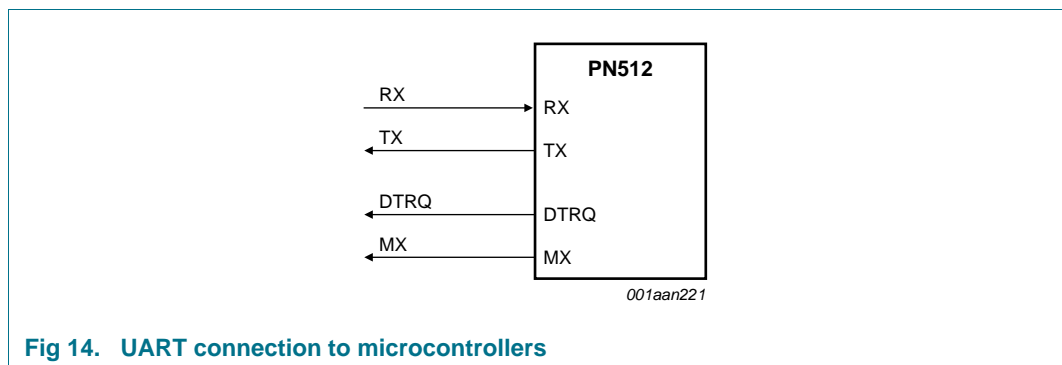 PN512
RX RX
TX TX
DTRQ DTRQ
MX MX
001aan221
Fig 14. UART connection to microcontrollers